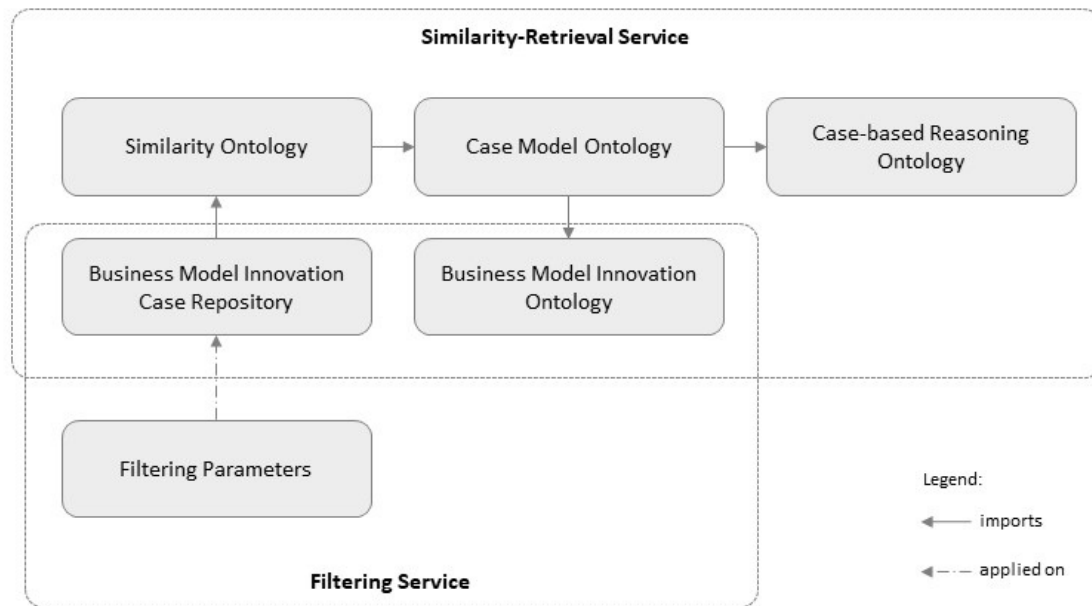 Similarity-Retrieval Service
Similarity Ontology
Case Model Ontology
Case-based Reasoning
Ontology
Business Model Innovation
Case Repository
Business Model Innovation
Ontology
Filtering Parameters
Legend:
imports
applied on
Filtering Service